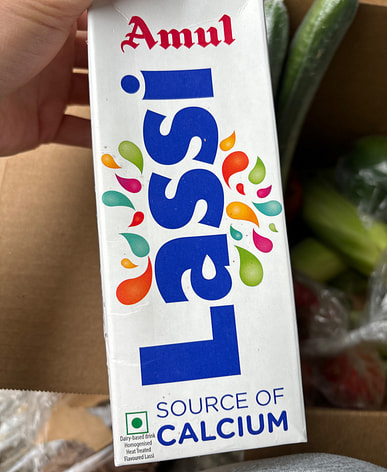 Amul
Lassi
SOURCE OF
CALCIUM
Dairy-based drink
Homogenised
Heat Treated
Flavoured Lassi